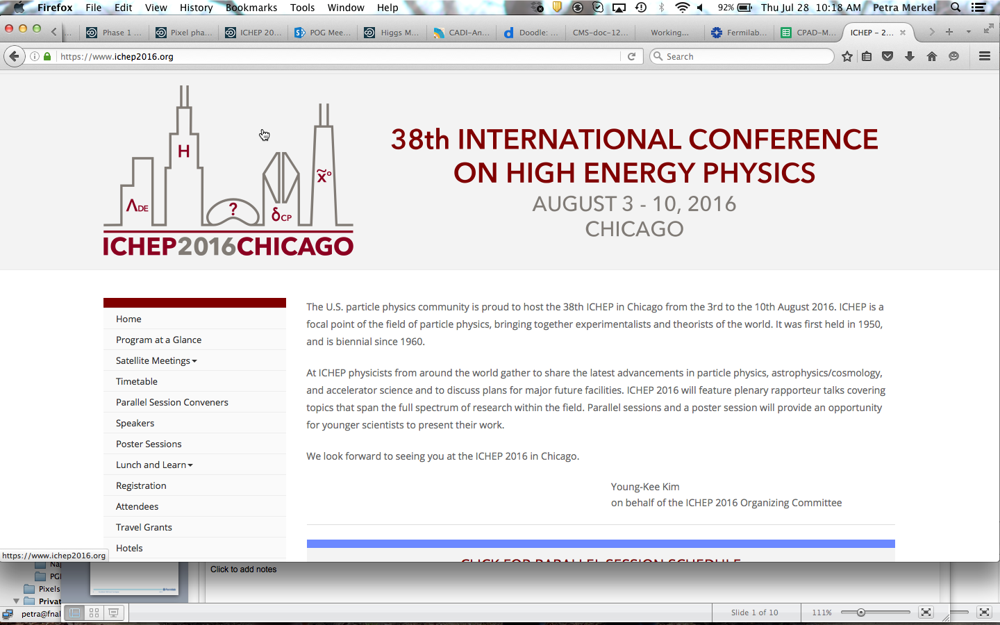 Firefox File Edit View History Bookmarks Tools Window Help 92% Thu Jul 28 10:18 AM Petra Merkel
... Phase 1 ... Pixel pha... ICHEP 20... POG Mee... Higgs M... CADI-An... Doodle: ... CMS-doc-12... Working... Fermilab... CPAD-M... ICHEP – 2...
https://www.ichep2016.org Search
H
Λ DE
?
δ CP
x̃ o
ICHEP2016CHICAGO
38th INTERNATIONAL CONFERENCE
ON HIGH ENERGY PHYSICS
AUGUST 3 - 10, 2016
CHICAGO
Home
Program at a Glance
Satellite Meetings
Timetable
Parallel Session Conveners
Speakers
Poster Sessions
Lunch and Learn
Registration
Attendees
Travel Grants
Hotels
The U.S. particle physics community is proud to host the 38th ICHEP in Chicago from the 3rd to the 10th August 2016. ICHEP is a
focal point of the field of particle physics, bringing together experimentalists and theorists of the world. It was first held in 1950,
and is biennial since 1960.
At ICHEP physicists from around the world gather to share the latest advancements in particle physics, astrophysics/cosmology,
and accelerator science and to discuss plans for major future facilities. ICHEP 2016 will feature plenary rapporteur talks covering
topics that span the full spectrum of research within the field. Parallel sessions and a poster session will provide an opportunity
for younger scientists to present their work.
We look forward to seeing you at the ICHEP 2016 in Chicago.
Young-Kee Kim
on behalf of the ICHEP 2016 Organizing Committee
CLICK FOR PARALLEL SESSION SCHEDULE
https://www.ichep2016.org
Na
PG
Pixels
Privat
petra@fnal
Click to add notes
Slide 1 of 10
111%